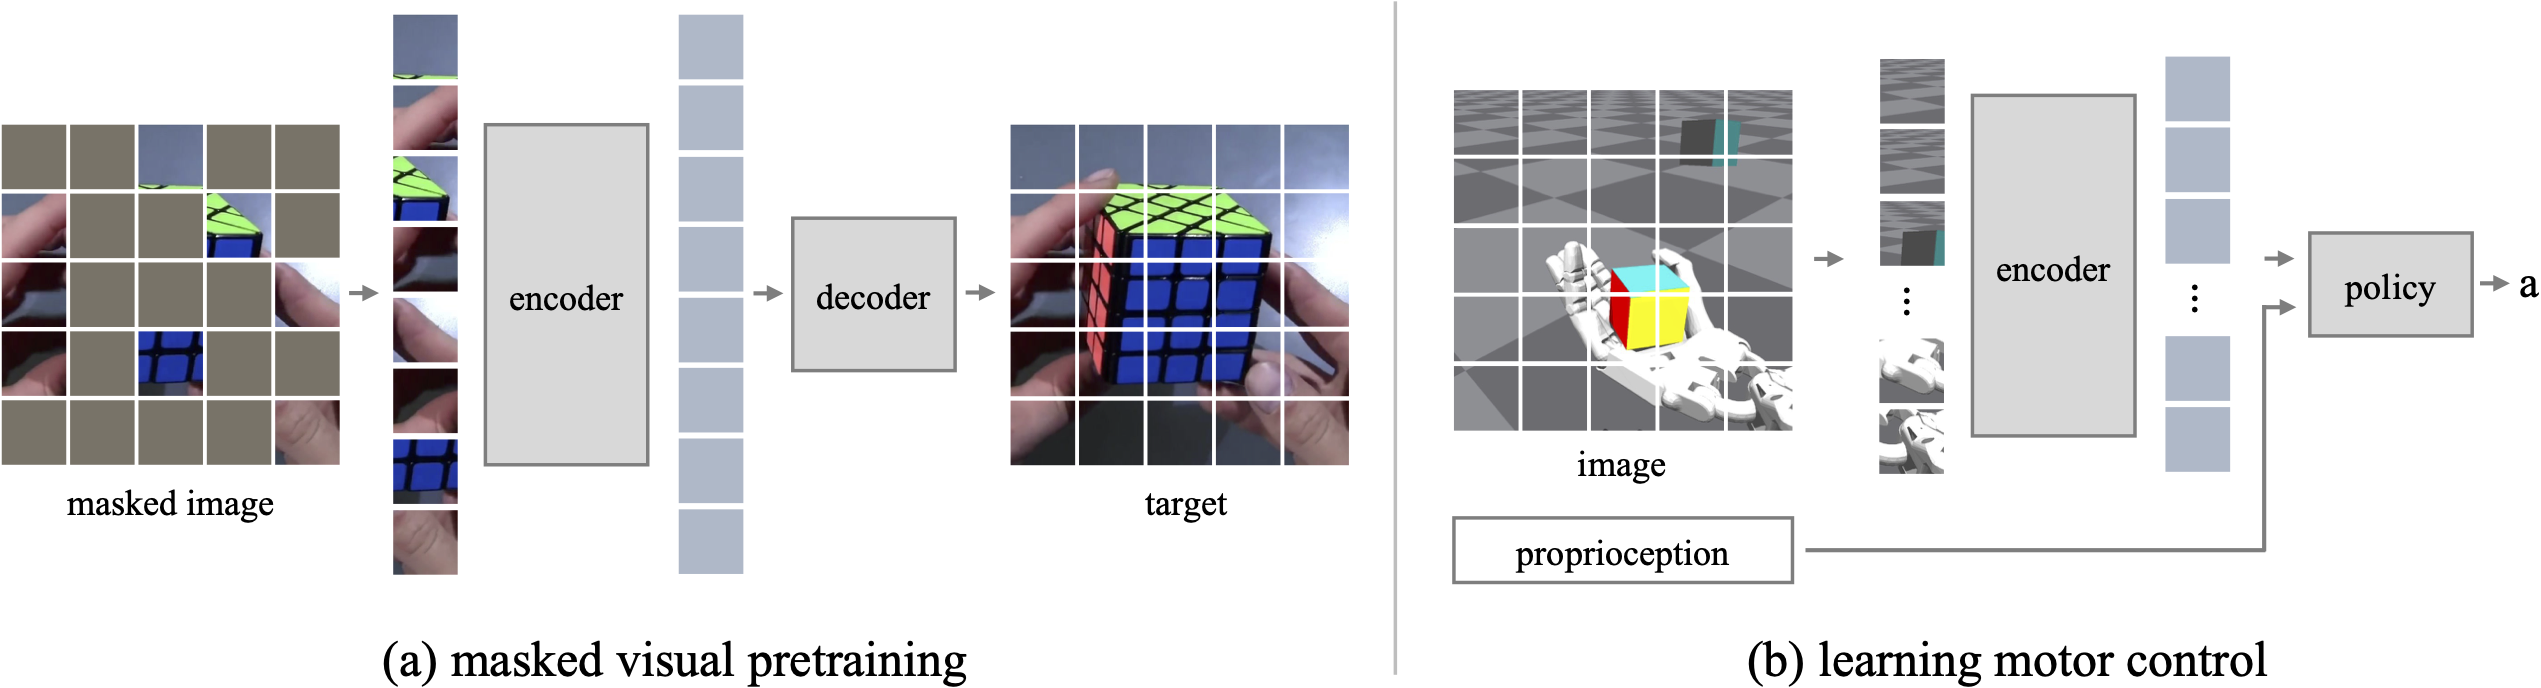 masked image
encoder
decoder
target
(a) masked visual pretraining
image
proprioception
encoder
policy
a
(b) learning motor control